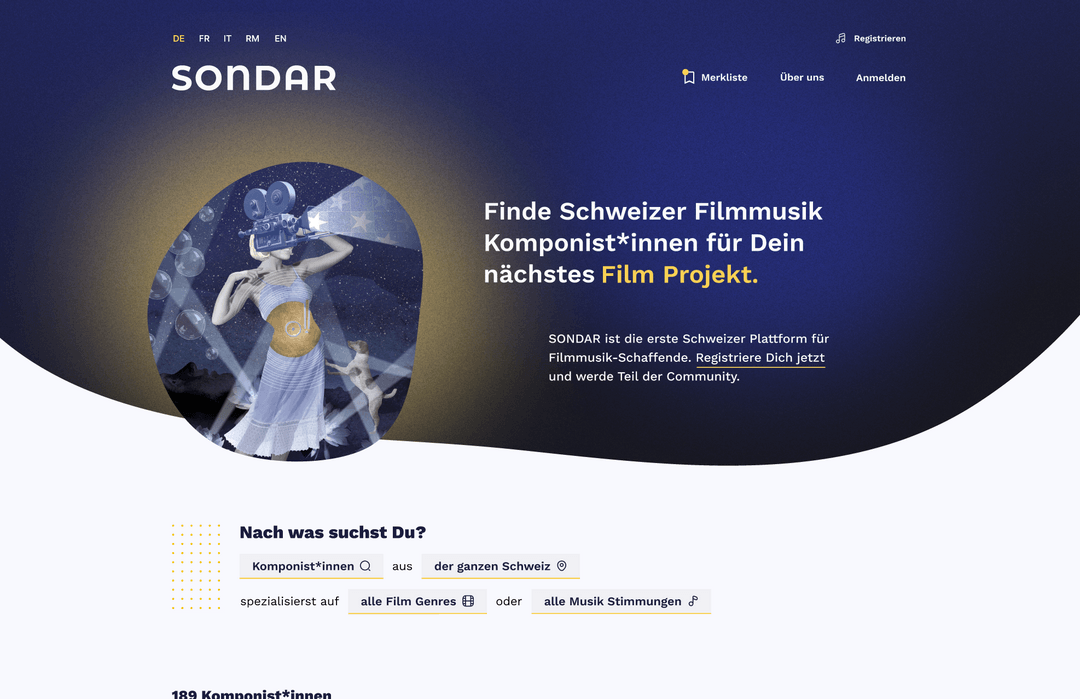 DE FR IT RM EN
Registrieren
SONDAR
Merkliste Über uns Anmelden
Finde Schweizer Filmmusik
Komponist*innen für Dein
nächstes Film Projekt.
SONDAR ist die erste Schweizer Plattform für
Filmmusik-Schaffende. Registriere Dich jetzt
und werde Teil der Community.
Nach was suchst Du?
Komponist*innen aus der ganzen Schweiz
spezialisierst auf alle Film Genres oder alle Musik Stimmungen
189 Komponist*innen